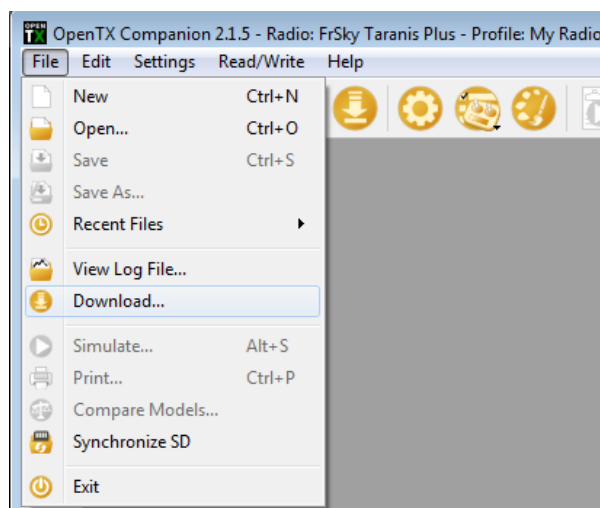 OPEN TX OpenTX Companion 2.1.5 - Radio: FrSky Taranis Plus - Profile: My Radio
File Edit Settings Read/Write Help
New Ctrl+N
Open... Ctrl+O
Save Ctrl+S
Save As...
Recent Files
View Log File...
Download...
Simulate... Alt+S
Print... Ctrl+P
Compare Models...
Synchronize SD
Exit